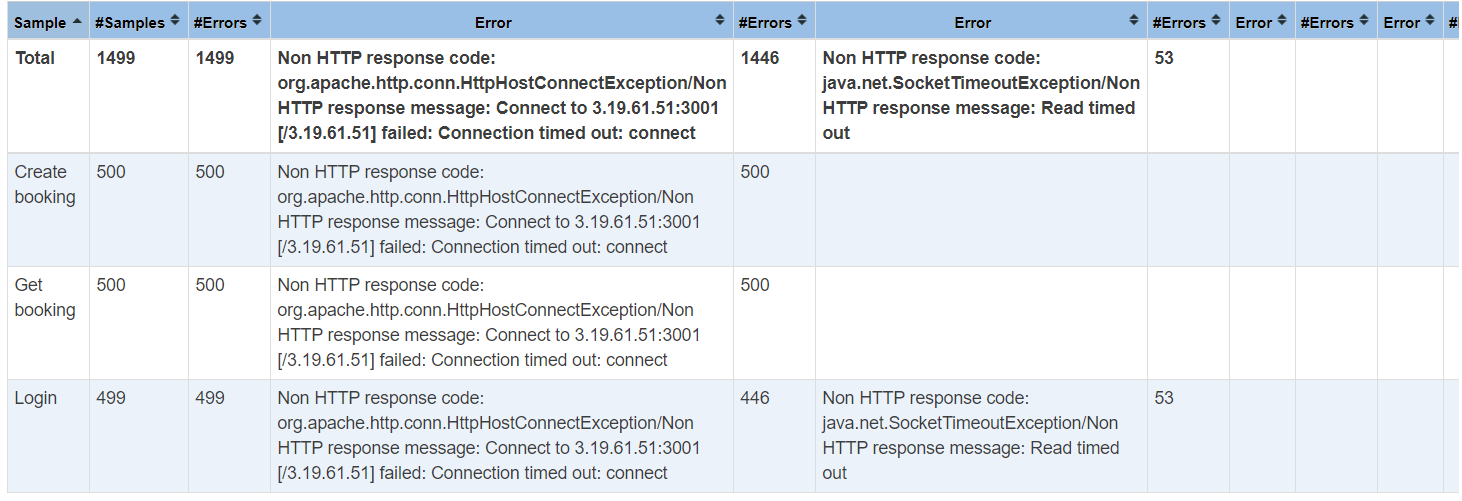 Sample #Samples #Errors Error #Errors Error #Errors Error #Errors Error
Total 1499 1499 Non HTTP response code: 1446 Non HTTP response code: 53
org.apache.http.conn.HttpHostConnectException/Non java.net.SocketTimeoutException/Non
HTTP response message: Connect to 3.19.61.51:3001 HTTP response message: Read timed
[/3.19.61.51] failed: Connection timed out: connect out
Create 500 500 Non HTTP response code: 500
booking org.apache.http.conn.HttpHostConnectException/Non
HTTP response message: Connect to 3.19.61.51:3001
[/3.19.61.51] failed: Connection timed out: connect
Get 500 500 Non HTTP response code: 500
booking org.apache.http.conn.HttpHostConnectException/Non
HTTP response message: Connect to 3.19.61.51:3001
[/3.19.61.51] failed: Connection timed out: connect
Login 499 499 Non HTTP response code: 446 Non HTTP response code: 53
org.apache.http.conn.HttpHostConnectException/Non java.net.SocketTimeoutException/Non
HTTP response message: Connect to 3.19.61.51:3001 HTTP response message: Read timed
[/3.19.61.51] failed: Connection timed out: connect out